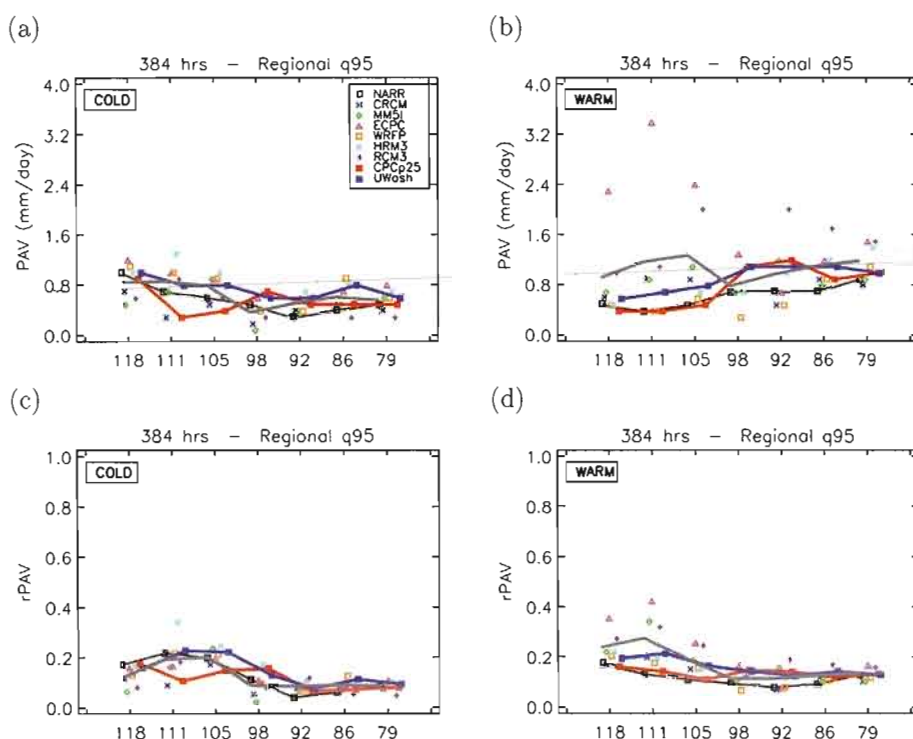 (a)
(b)
384 hrs – Regional q95
384 hrs – Regional q95
COLD
WARM
NARR
CRCM
MM5I
ECPC
WRFP
HRM3
RCM3
CPCp25
UWash
PAV (mm/day)
4.0
3.2
2.4
1.6
0.8
0.0
118 111 105 98 92 86 79
PAV (mm/day)
4.0
3.2
2.4
1.6
0.8
0.0
118 111 105 98 92 86 79
(c)
(d)
384 hrs – Regional q95
384 hrs – Regional q95
COLD
WARM
rPAV
1.0
0.8
0.6
0.4
0.2
0.0
118 111 105 98 92 86 79
rPAV
1.0
0.8
0.6
0.4
0.2
0.0
118 111 105 98 92 86 79